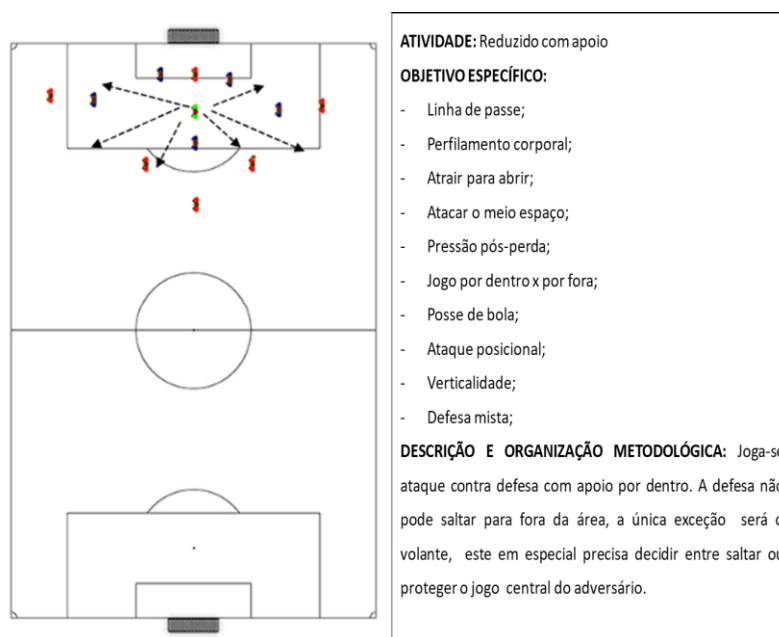 ATIVIDADE: Reduzido com apoio
OBJETIVO ESPECÍFICO:
- Linha de passe;
- Perfilamento corporal;
- Atrair para abrir;
- Atacar o meio espaço;
- Pressão pós-perda;
- Jogo por dentro x por fora;
- Posse de bola;
- Ataque posicional;
- Verticalidade;
- Defesa mista;
DESCRIÇÃO E ORGANIZAÇÃO METODOLÓGICA: Joga-se
ataque contra defesa com apoio por dentro. A defesa não
pode saltar para fora da área, a única exceção será o
volante, este em especial precisa decidir entre saltar ou
proteger o jogo central do adversário.